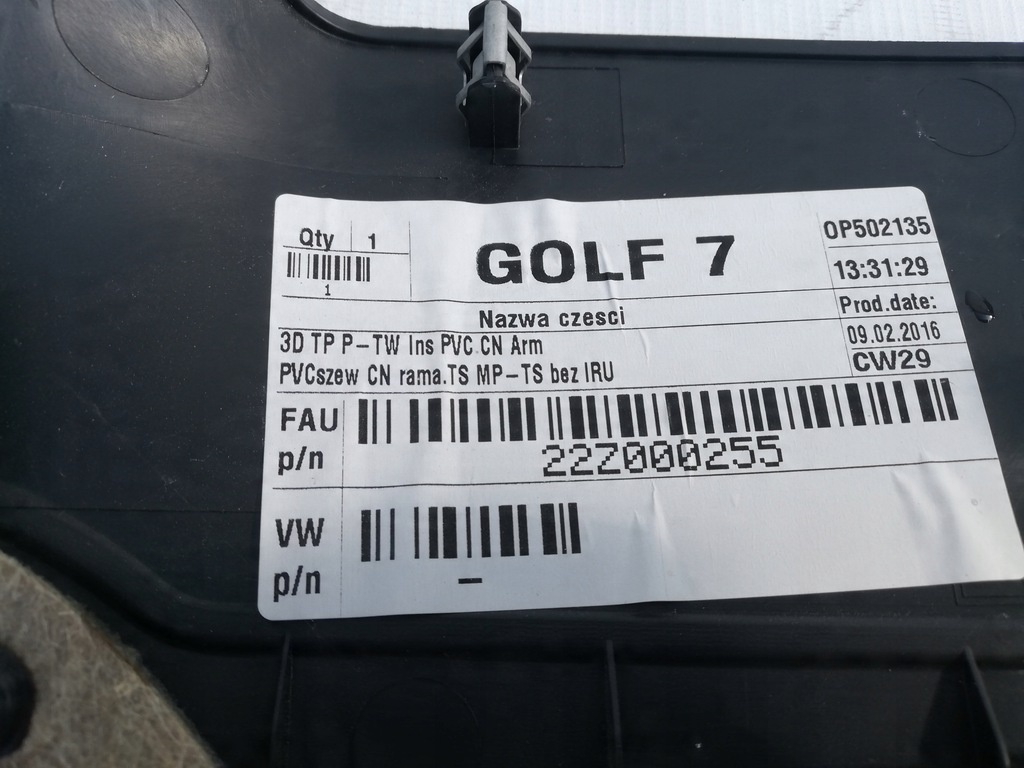 Qty 1
1
GOLF 7
OP502135
13:31:29
Nazwa czesci
Prod.date:
09.02.2016
CW29
3D TP P-TW Ins PVC CN Arm
PVCszew CN rama.TS MP-TS bez IRU
FAU
p/n
22Z000255
VW
p/n
-